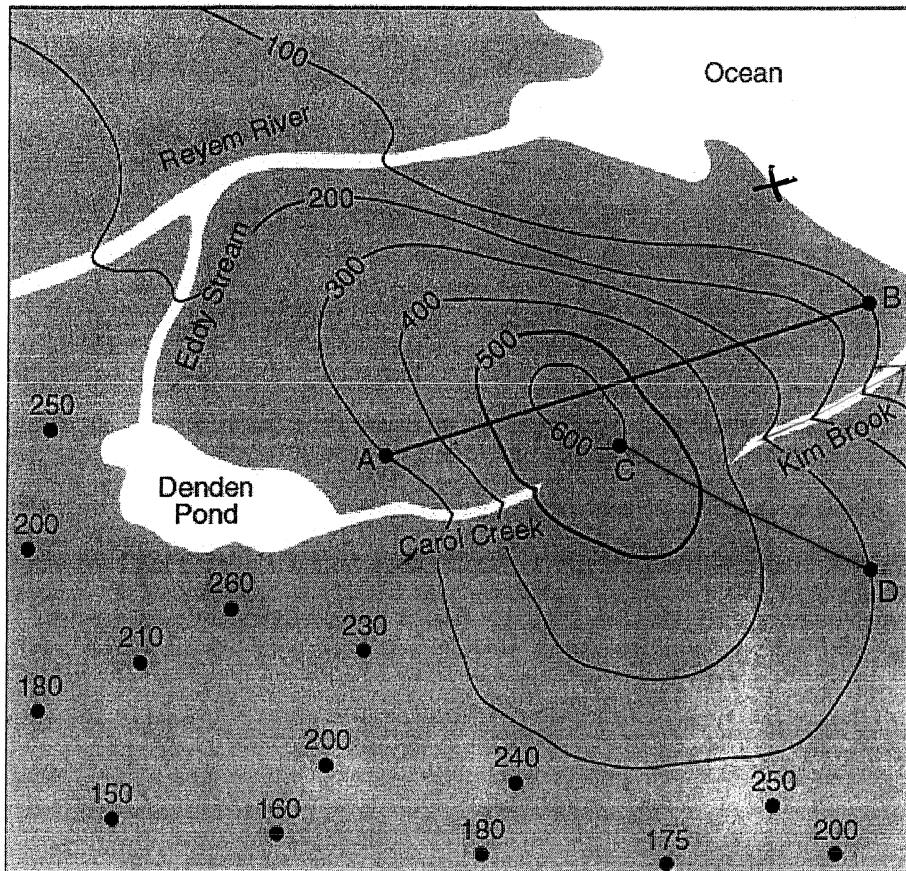 Ocean
100
Reyem River
200
300
400
500
600
Eddy Stream
A
B
C
D
Kim Brook
Carol Creek
Denden
Pond
250
200
260
210
230
180
200
240
150
160
180
175
250
200